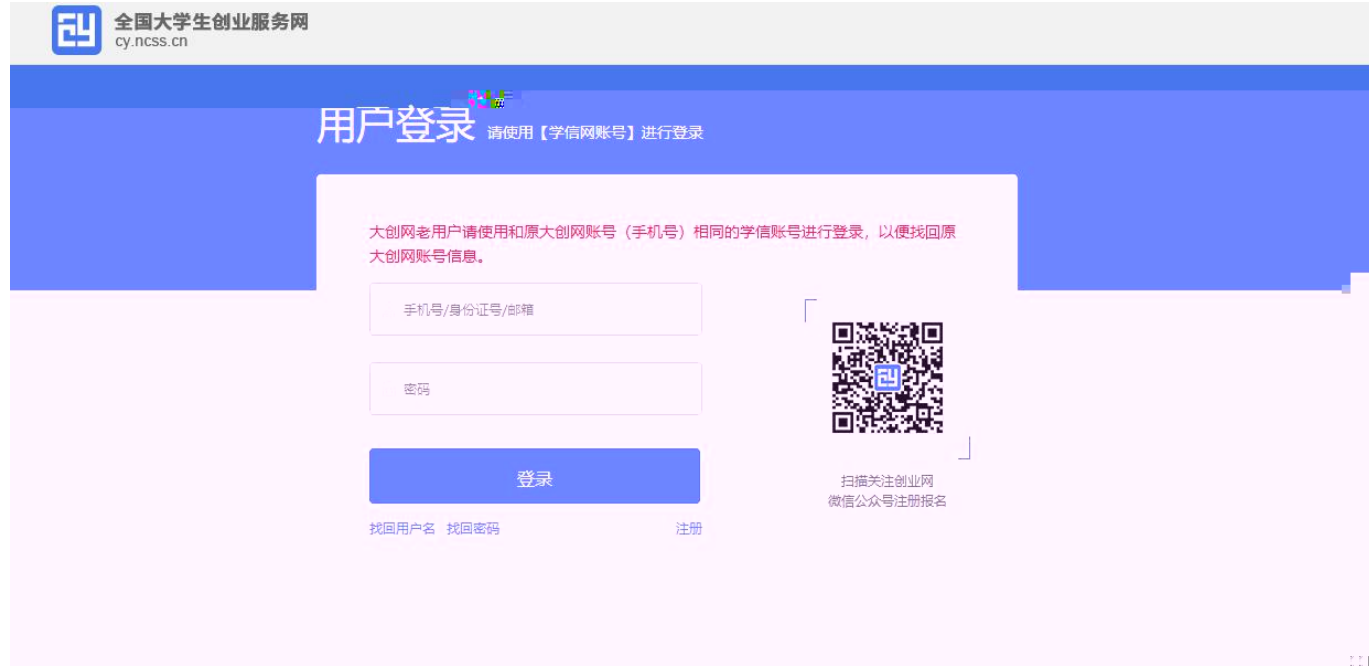 全国大学生创业服务网
cy.ncss.cn
用户登录 请使用【学信网账号】进行登录
大创网老用户请使用和原大创网账号（手机号）相同的学信账号进行登录，以便找回原
大创网账号信息。
手机号/身份证号/邮箱
密码
登录
找回用户名 找回密码 注册
扫描关注创业网
微信公众号注册报名